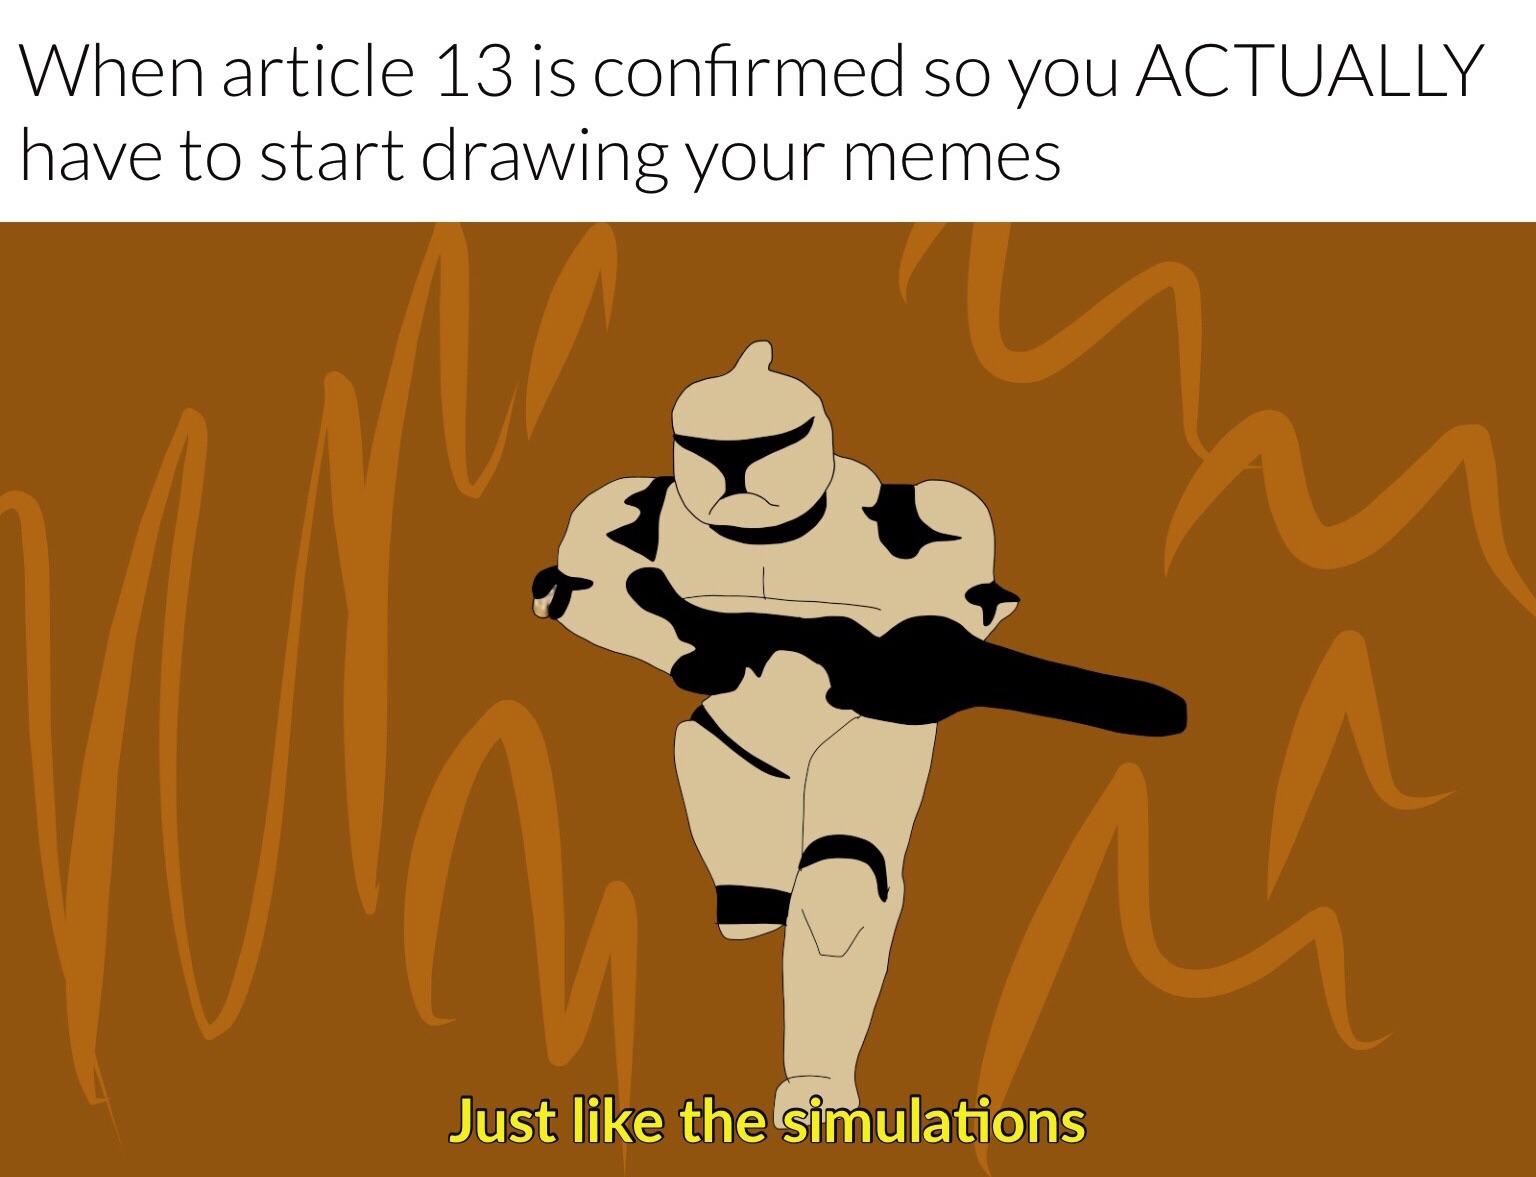 When article 13 is confirmed so you ACTUALLY
have to start drawing your memes
Just like the simulations